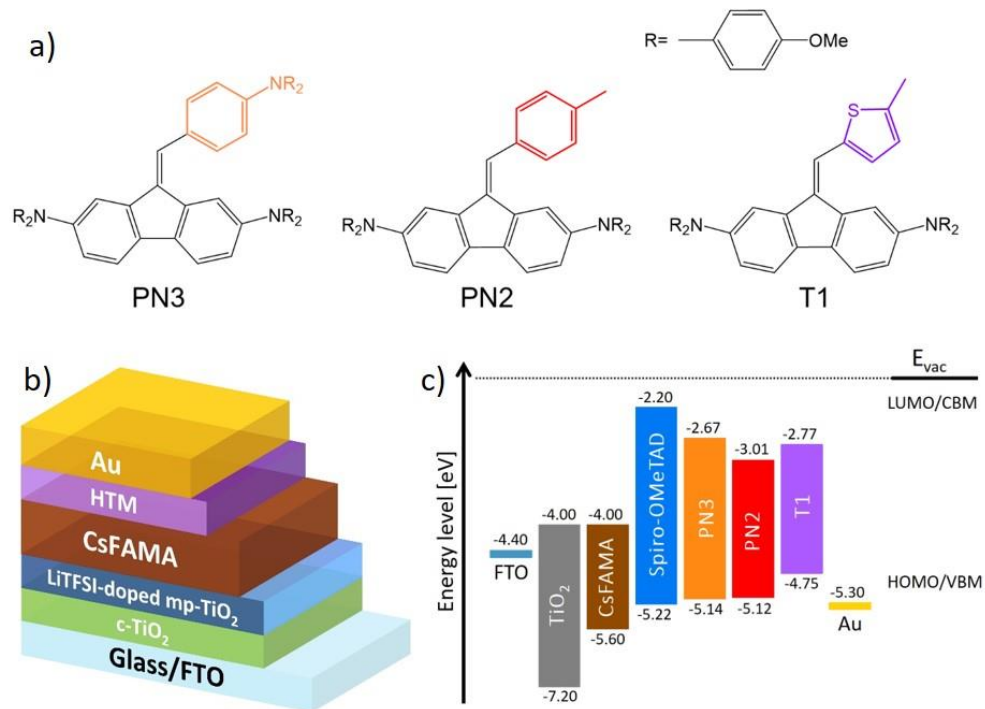 a)
R=
OMe
NR2
R2N
NR2
PN3
R2N
NR2
PN2
S
R2N
NR2
T1
b)
Au
HTM
CsFAMA
LiTFSI-doped mp-TiO2
c-TiO2
Glass/FTO
c)
Energy level [eV]
Evac
LUMO/CBM
HOMO/VBM
-4.40
FTO
-4.00
TiO2
-7.20
-4.00
CsFAMA
-5.60
-2.20
Spiro-OMeTAD
-5.22
-2.67
PN3
-5.14
-3.01
PN2
-5.12
-2.77
T1
-4.75
-5.30
Au